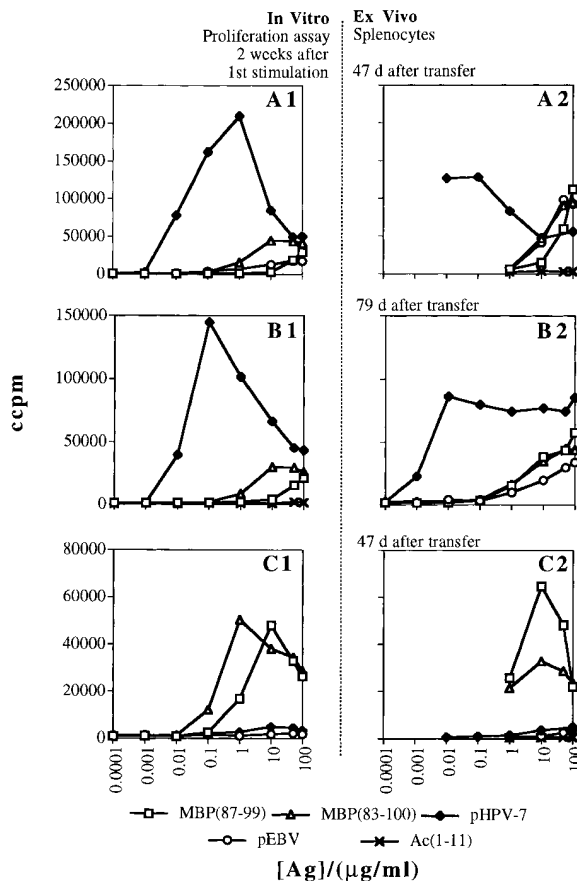 In Vitro
Proliferation assay
2 weeks after
1st stimulation
Ex Vivo
Splenocytes
47 d after transfer
A 1
250000
200000
150000
100000
50000
0
A 2
79 d after transfer
B 1
150000
100000
50000
0
B 2
47 d after transfer
C 1
80000
60000
40000
20000
0
C 2
ccpm
0.0001 0.001 0.01 0.1 1 10 100
0.0001 0.001 0.01 0.1 1 10 100
MBP(87-99) MBP(83-100) pHPV-7
pEBV Ac(1-11)
[Ag]/(μg/ml)